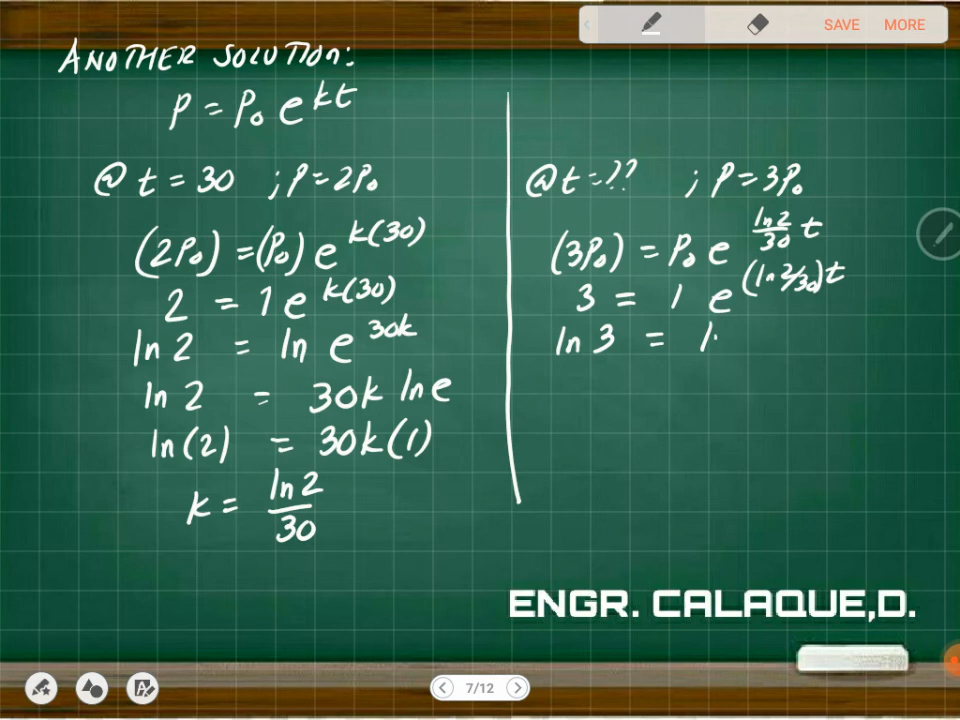 SAVE MORE
ANOTHER SOLUTION:
P = P₀ e^kt
@ t = 30 ; P = 2P₀
(2P₀) = (P₀) e^k(30)
2 = 1 e^k(30)
ln 2 = ln e^30k
ln 2 = 30k ln e
ln(2) = 30k(1)
k = ln 2 / 30
@ t = ?? ; P = 3P₀
(3P₀) = P₀ e^(ln 2 / 30) t
3 = 1 e^(ln 2/30)t
ln 3 = l
ENGR. CALAQUE,D.
7/12